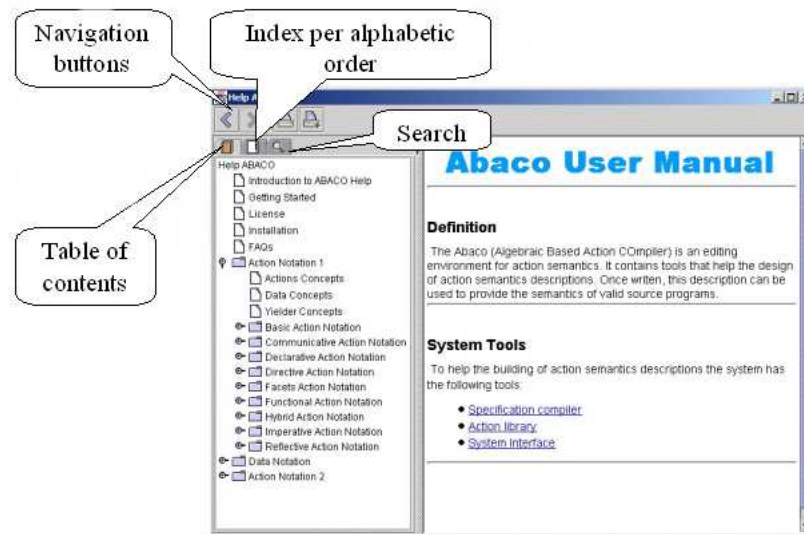 Navigation
buttons
Index per alphabetic
order
Search
Table of
contents
Help A
Help ABACO
Introduction to ABACO Help
Getting Started
License
Installation
FAQs
Action Notation 1
Actions Concepts
Data Concepts
Yielder Concepts
Basic Action Notation
Communicative Action Notation
Declarative Action Notation
Directive Action Notation
Facets Action Notation
Functional Action Notation
Hybrid Action Notation
Imperative Action Notation
Reflective Action Notation
Data Notation
Action Notation 2
Abaco User Manual
Definition
The Abaco (Algebraic Based Action COmpiler) is an editing
environment for action semantics. It contains tools that help the design
of action semantics descriptions. Once writen, this description can be
used to provide the semantics of valid source programs.
System Tools
To help the building of action semantics descriptions the system has
the following tools:
Specification compiler
Action library
System Interface